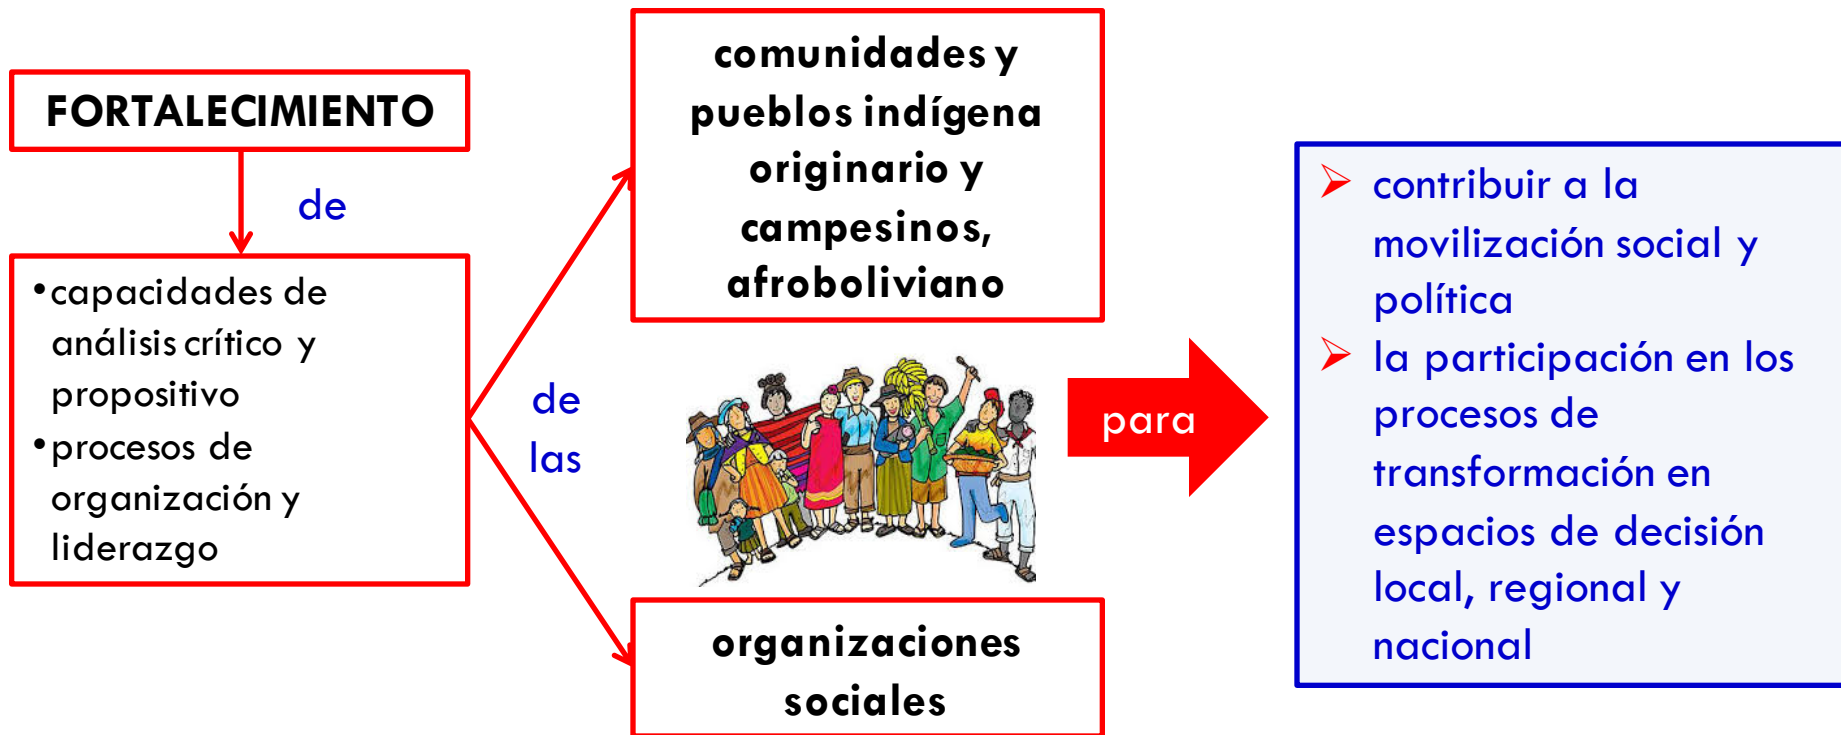 FORTALECIMIENTO
de
•capacidades de
análisis crítico y
propositivo
•procesos de
organización y
liderazgo
de
las
comunidades y
pueblos indígena
originario y
campesinos,
afroboliviano
organizaciones
sociales
para
➢ contribuir a la
movilización social y
política
➢ la participación en los
procesos de
transformación en
espacios de decisión
local, regional y
nacional